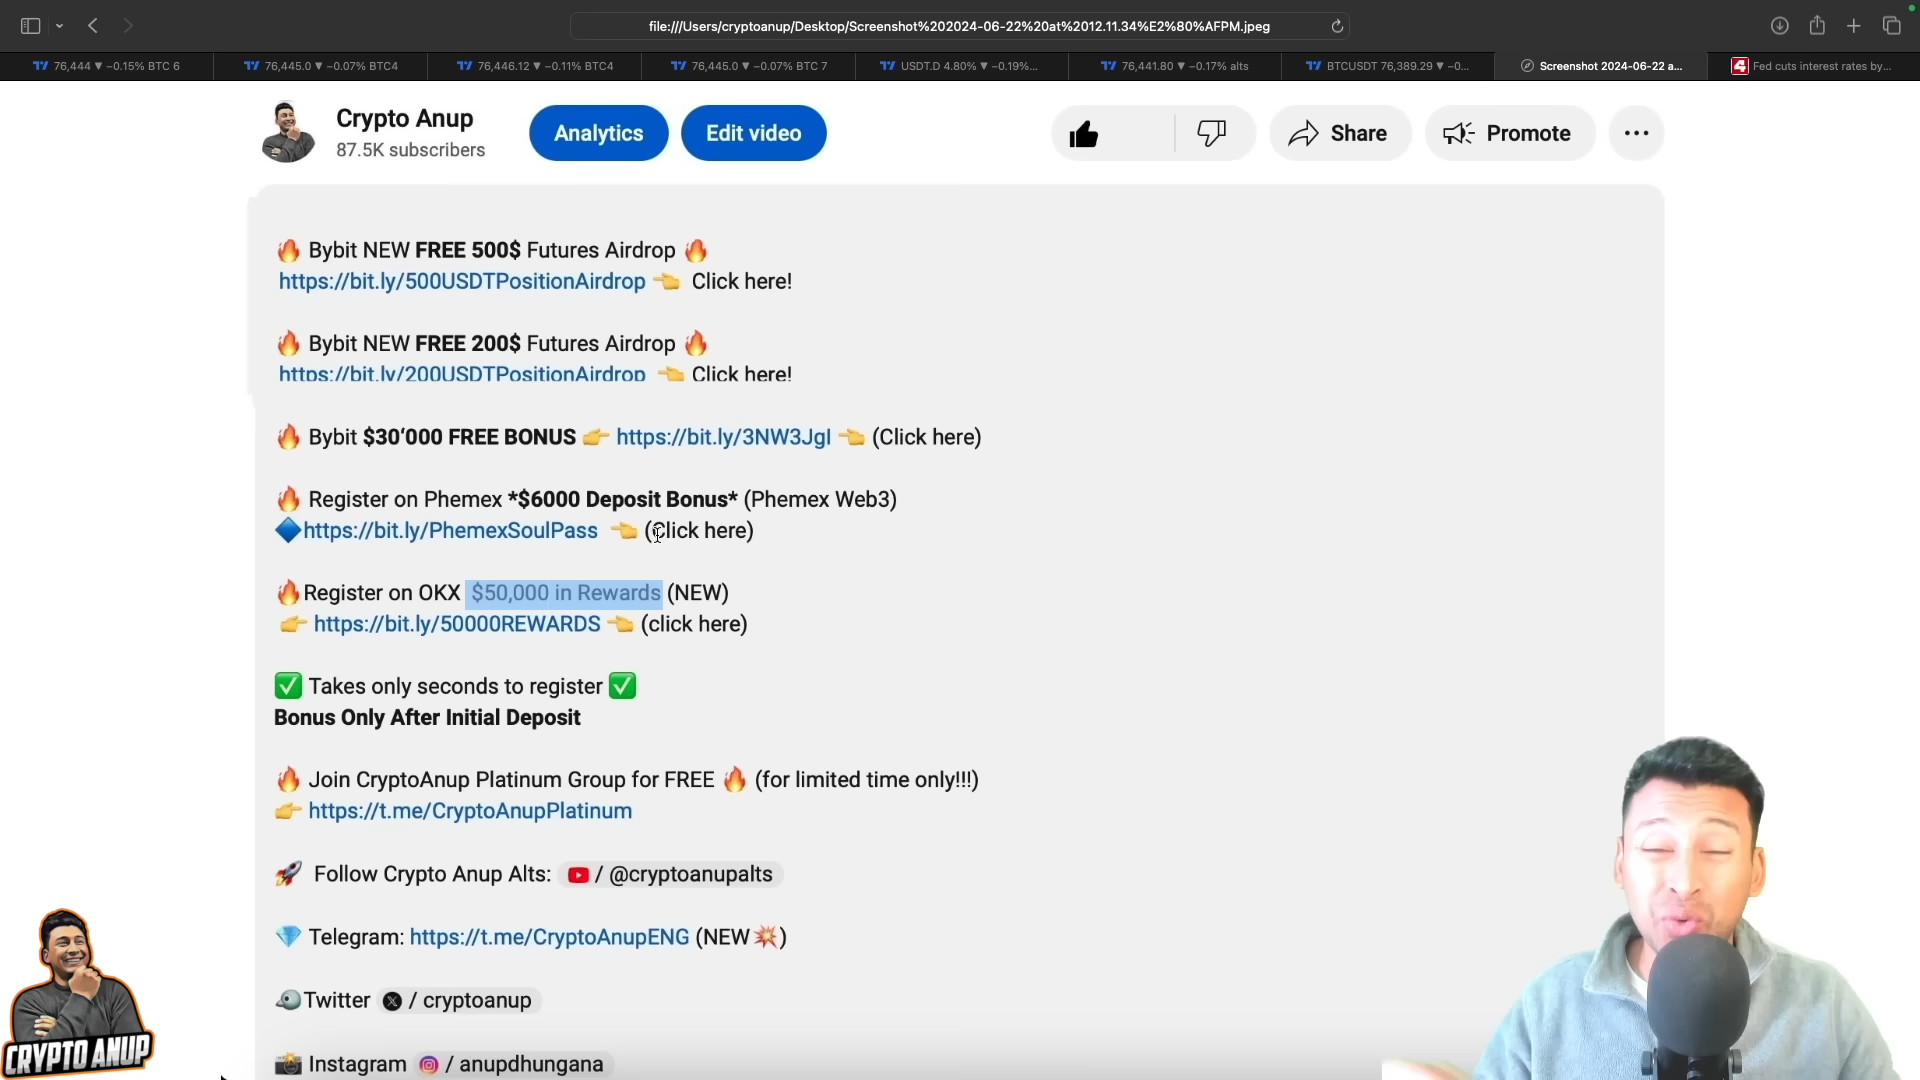 file:///Users/cryptoanup/Desktop/Screenshot%202024-06-22%20at%2012.11.34%E2%80%AFPM.jpeg
76,444 ▼ −0.15% BTC 6
76,445.0 ▼ −0.07% BTC4
76,446.12 ▼ −0.11% BTC4
76,445.0 ▼ −0.07% BTC 7
USDT.D 4.80% ▼ −0.19%...
76,441.80 ▼ −0.17% alts
BTCUSDT 76,389.29 ▼ −0...
Screenshot 2024-06-22 a...
4 Fed cuts interest rates by...
Crypto Anup
87.5K subscribers
Analytics
Edit video
Share
Promote
🔥 Bybit NEW FREE 500$ Futures Airdrop 🔥
https://bit.ly/500USDTPositionAirdrop 👈 Click here!
🔥 Bybit NEW FREE 200$ Futures Airdrop 🔥
https://bit.ly/200USDTPositionAirdrop 👈 Click here!
🔥 Bybit $30‘000 FREE BONUS 👉 https://bit.ly/3NW3JgI 👈 (Click here)
🔥 Register on Phemex *$6000 Deposit Bonus* (Phemex Web3)
🔷https://bit.ly/PhemexSoulPass 👈 (Click here)
🔥Register on OKX $50,000 in Rewards (NEW)
👉 https://bit.ly/50000REWARDS 👈 (click here)
✅ Takes only seconds to register ✅
Bonus Only After Initial Deposit
🔥 Join CryptoAnup Platinum Group for FREE 🔥 (for limited time only!!!)
👉 https://t.me/CryptoAnupPlatinum
🚀 Follow Crypto Anup Alts: / @cryptoanupalts
💎 Telegram: https://t.me/CryptoAnupENG (NEW💥)
🐦Twitter X / cryptoanup
📸 Instagram / anupdhungana
CRYPTO ANUP